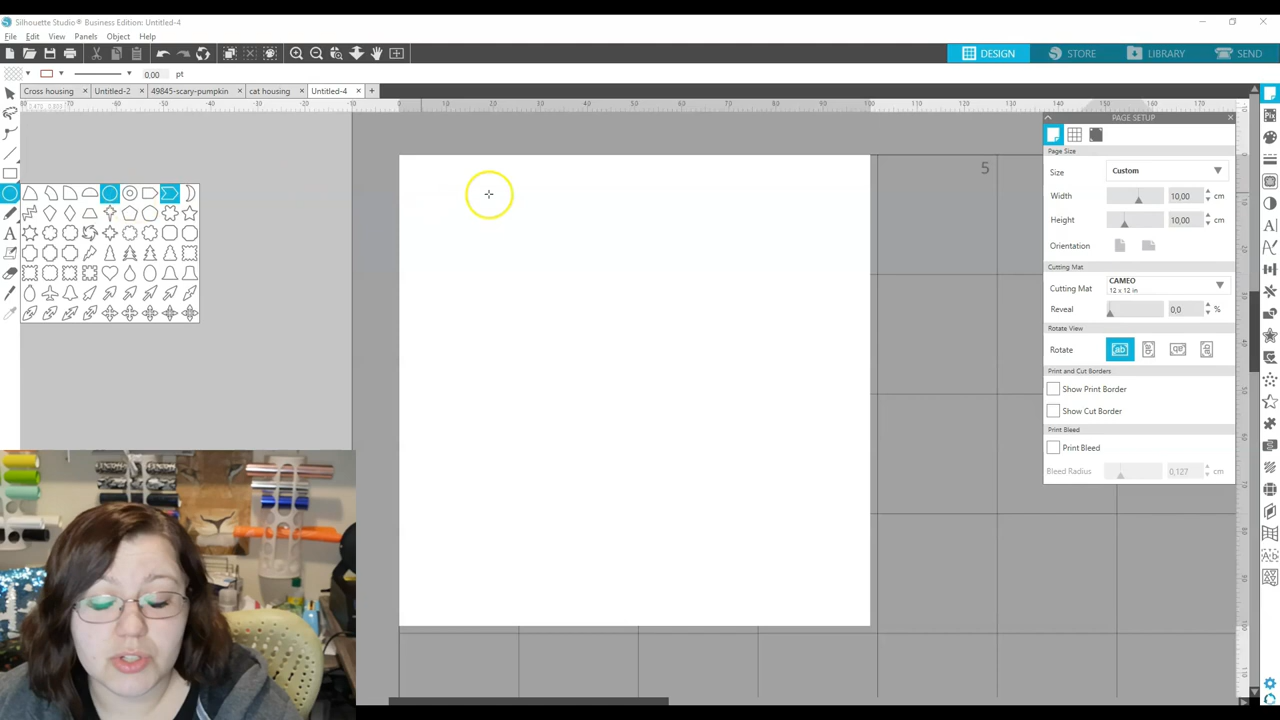 Silhouette Studio® Business Edition: Untitled-4
File Edit View Panels Object Help
DESIGN STORE LIBRARY SEND
0,00 pt
Cross housing Untitled-2 49845-scary-pumpkin cat housing Untitled-4
PAGE SETUP
Page Size
5
Size Custom
Width 10,00 cm
Height 10,00 cm
Orientation
Cutting Mat
Cutting Mat CAMEO
12 x 12 in
Reveal 0,0 %
Rotate View
Rotate ab ab ab ab
Print and Cut Borders
Show Print Border
Show Cut Border
Print Bleed
Print Bleed
Bleed Radius 0,127 cm